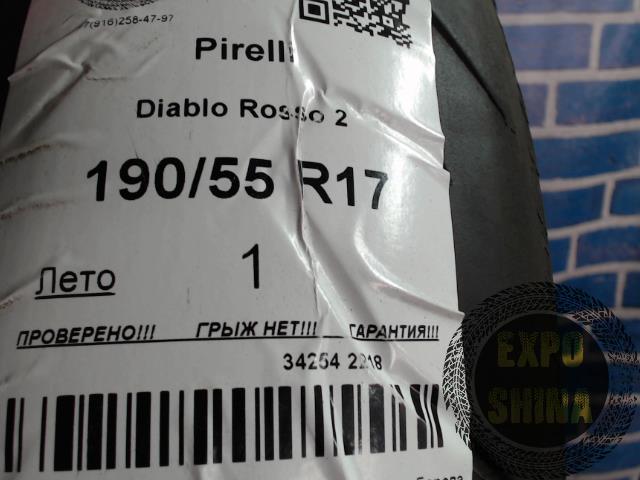 7(916)258-47-97
Pirelli
Diablo Rosso 2
190/55 R17
1
Лето
ПРОВЕРЕНО!!! ГРЫЖ НЕТ!!! ГАРАНТИЯ!!!
34254 2218
EXPO
SHINA